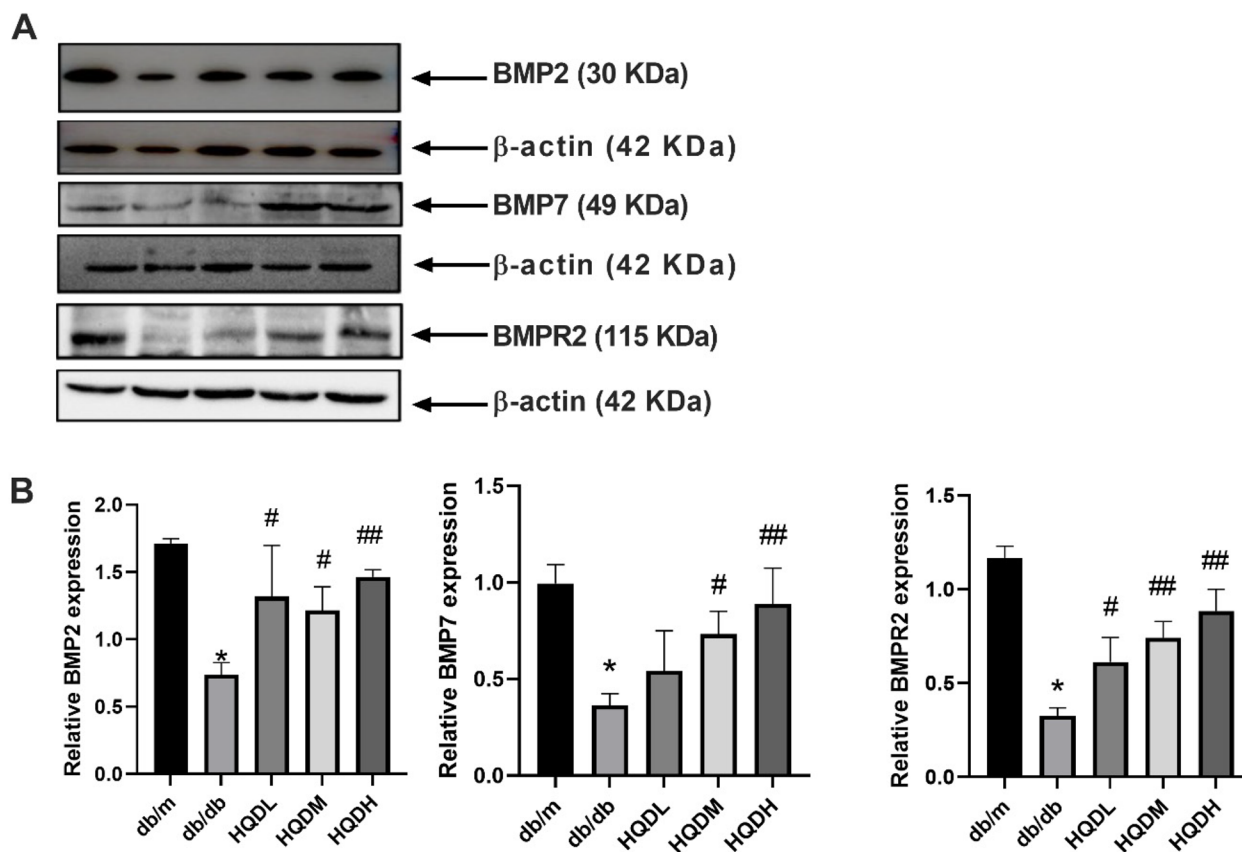 A
BMP2 (30 KDa)
β-actin (42 KDa)
BMP7 (49 KDa)
β-actin (42 KDa)
BMPR2 (115 KDa)
β-actin (42 KDa)
B
Relative BMP2 expression
2.0
1.5
1.0
0.5
0.0
*
#
#
##
db/m
db/db
HQDL
HQDM
HQDH
Relative BMP7 expression
1.5
1.0
0.5
0.0
*
#
##
db/m
db/db
HQDL
HQDM
HQDH
Relative BMPR2 expression
1.5
1.0
0.5
0.0
*
#
##
##
db/m
db/db
HQDL
HQDM
HQDH